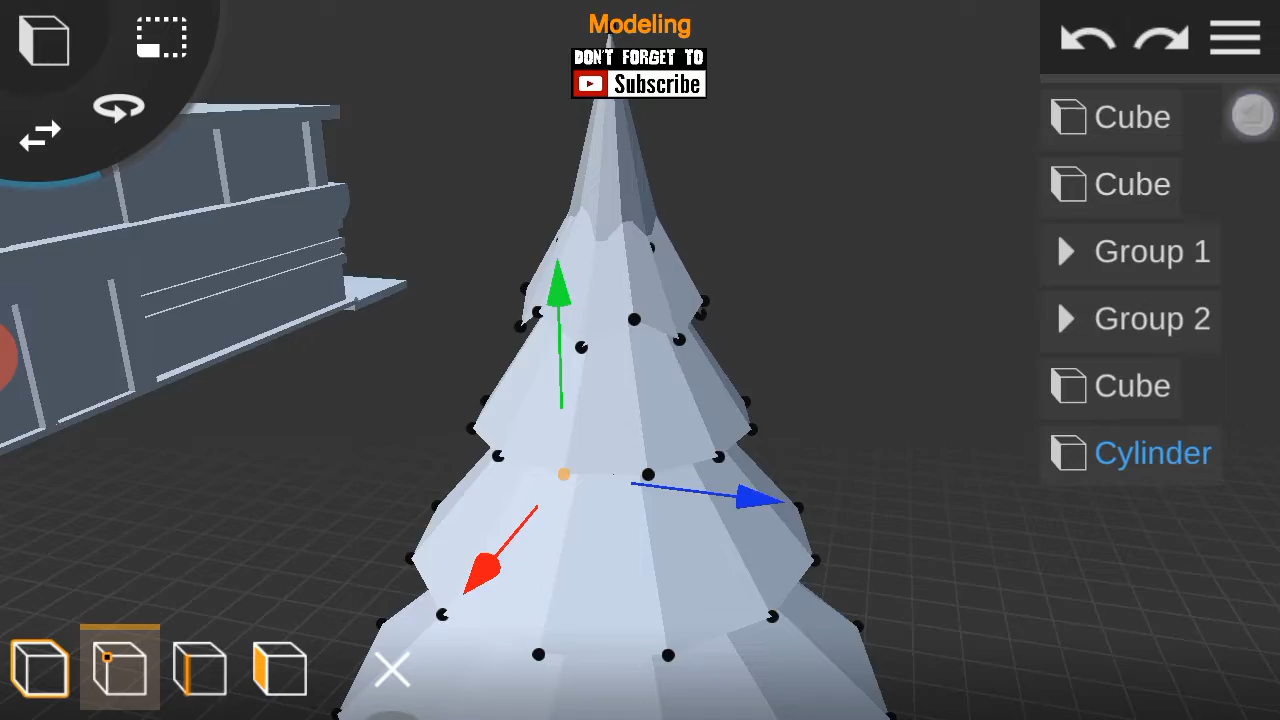 Modeling
DON'T FORGET TO
Subscribe
Cube
Cube
Group 1
Group 2
Cube
Cylinder